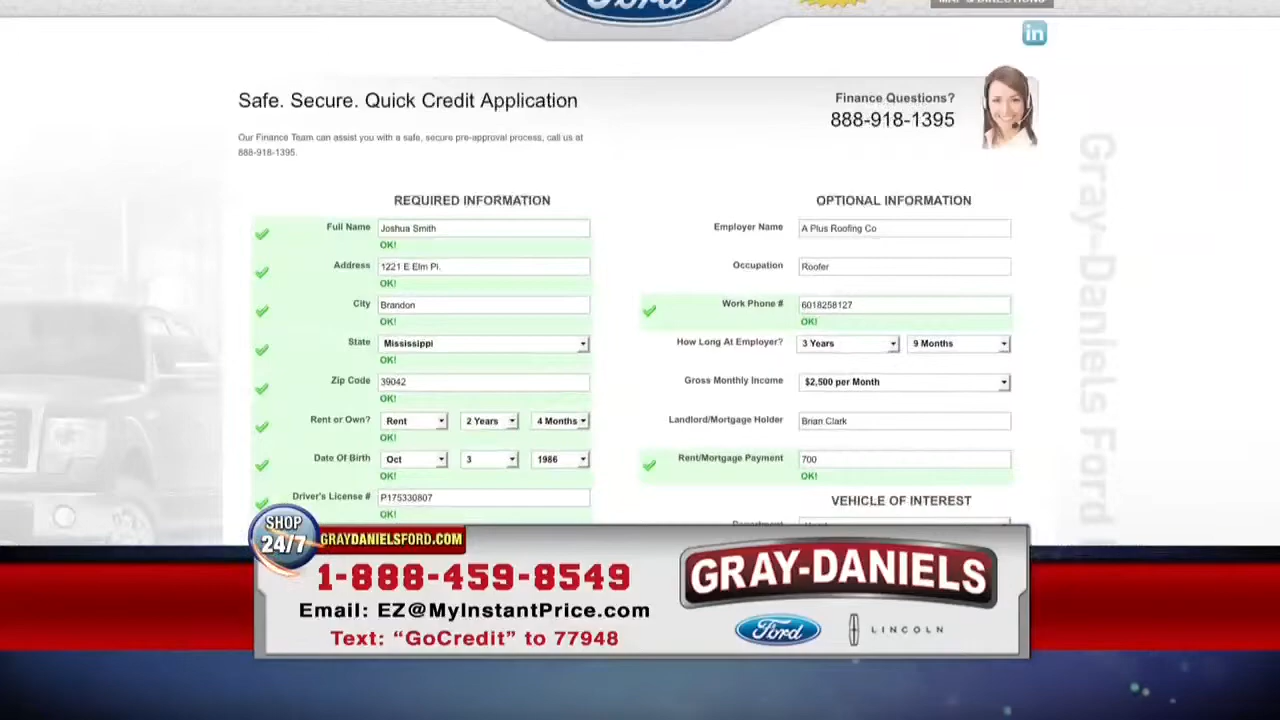 Ford
MAP & DIRECTIONS
in
Safe. Secure. Quick Credit Application
Finance Questions?
888-918-1395
Our Finance Team can assist you with a safe, secure pre-approval process, call us at
888-918-1395.
Gray-Daniels Ford
REQUIRED INFORMATION
OPTIONAL INFORMATION
Full Name Joshua Smith
OK!
Employer Name A Plus Roofing Co
Address 1221 E Elm Pl.
OK!
Occupation Roofer
City Brandon
OK!
Work Phone # 6018258127
OK!
State Mississippi
OK!
How Long At Employer? 3 Years 9 Months
Zip Code 39042
OK!
Gross Monthly Income $2,500 per Month
Rent or Own? Rent 2 Years 4 Months
OK!
Landlord/Mortgage Holder Brian Clark
Date Of Birth Oct 3 1986
OK!
Rent/Mortgage Payment 700
OK!
Driver's License # P175330807
OK!
VEHICLE OF INTEREST
SHOP
24/7
GRAYDANIELSFORD.COM
1-888-459-8549
Email: EZ@MyInstantPrice.com
Text: “GoCredit” to 77948
GRAY-DANIELS
Ford
LINCOLN